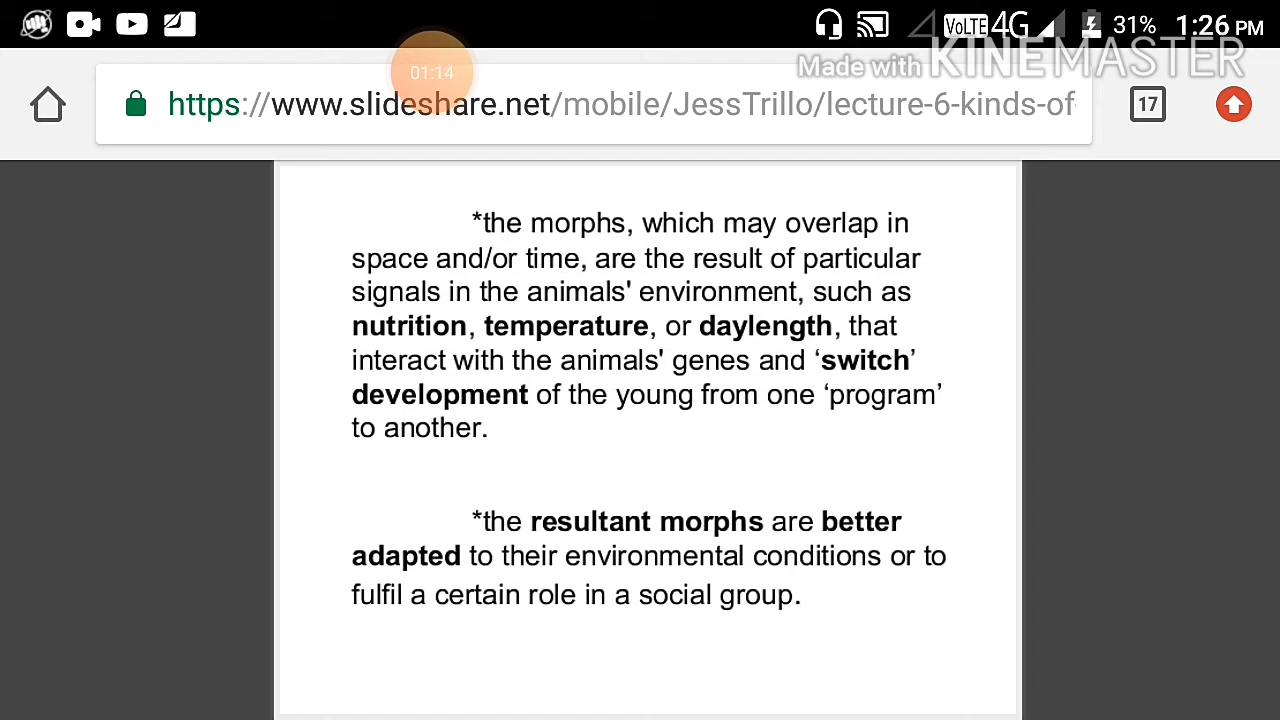 VoLTE 4G 31% 1:26 PM
Made with KINEMASTER
01:14
https://www.slideshare.net/mobile/JessTrillo/lecture-6-kinds-of-
17
*the morphs, which may overlap in
space and/or time, are the result of particular
signals in the animals' environment, such as
nutrition, temperature, or daylength, that
interact with the animals' genes and ‘switch’
development of the young from one ‘program’
to another.
*the resultant morphs are better
adapted to their environmental conditions or to
fulfil a certain role in a social group.